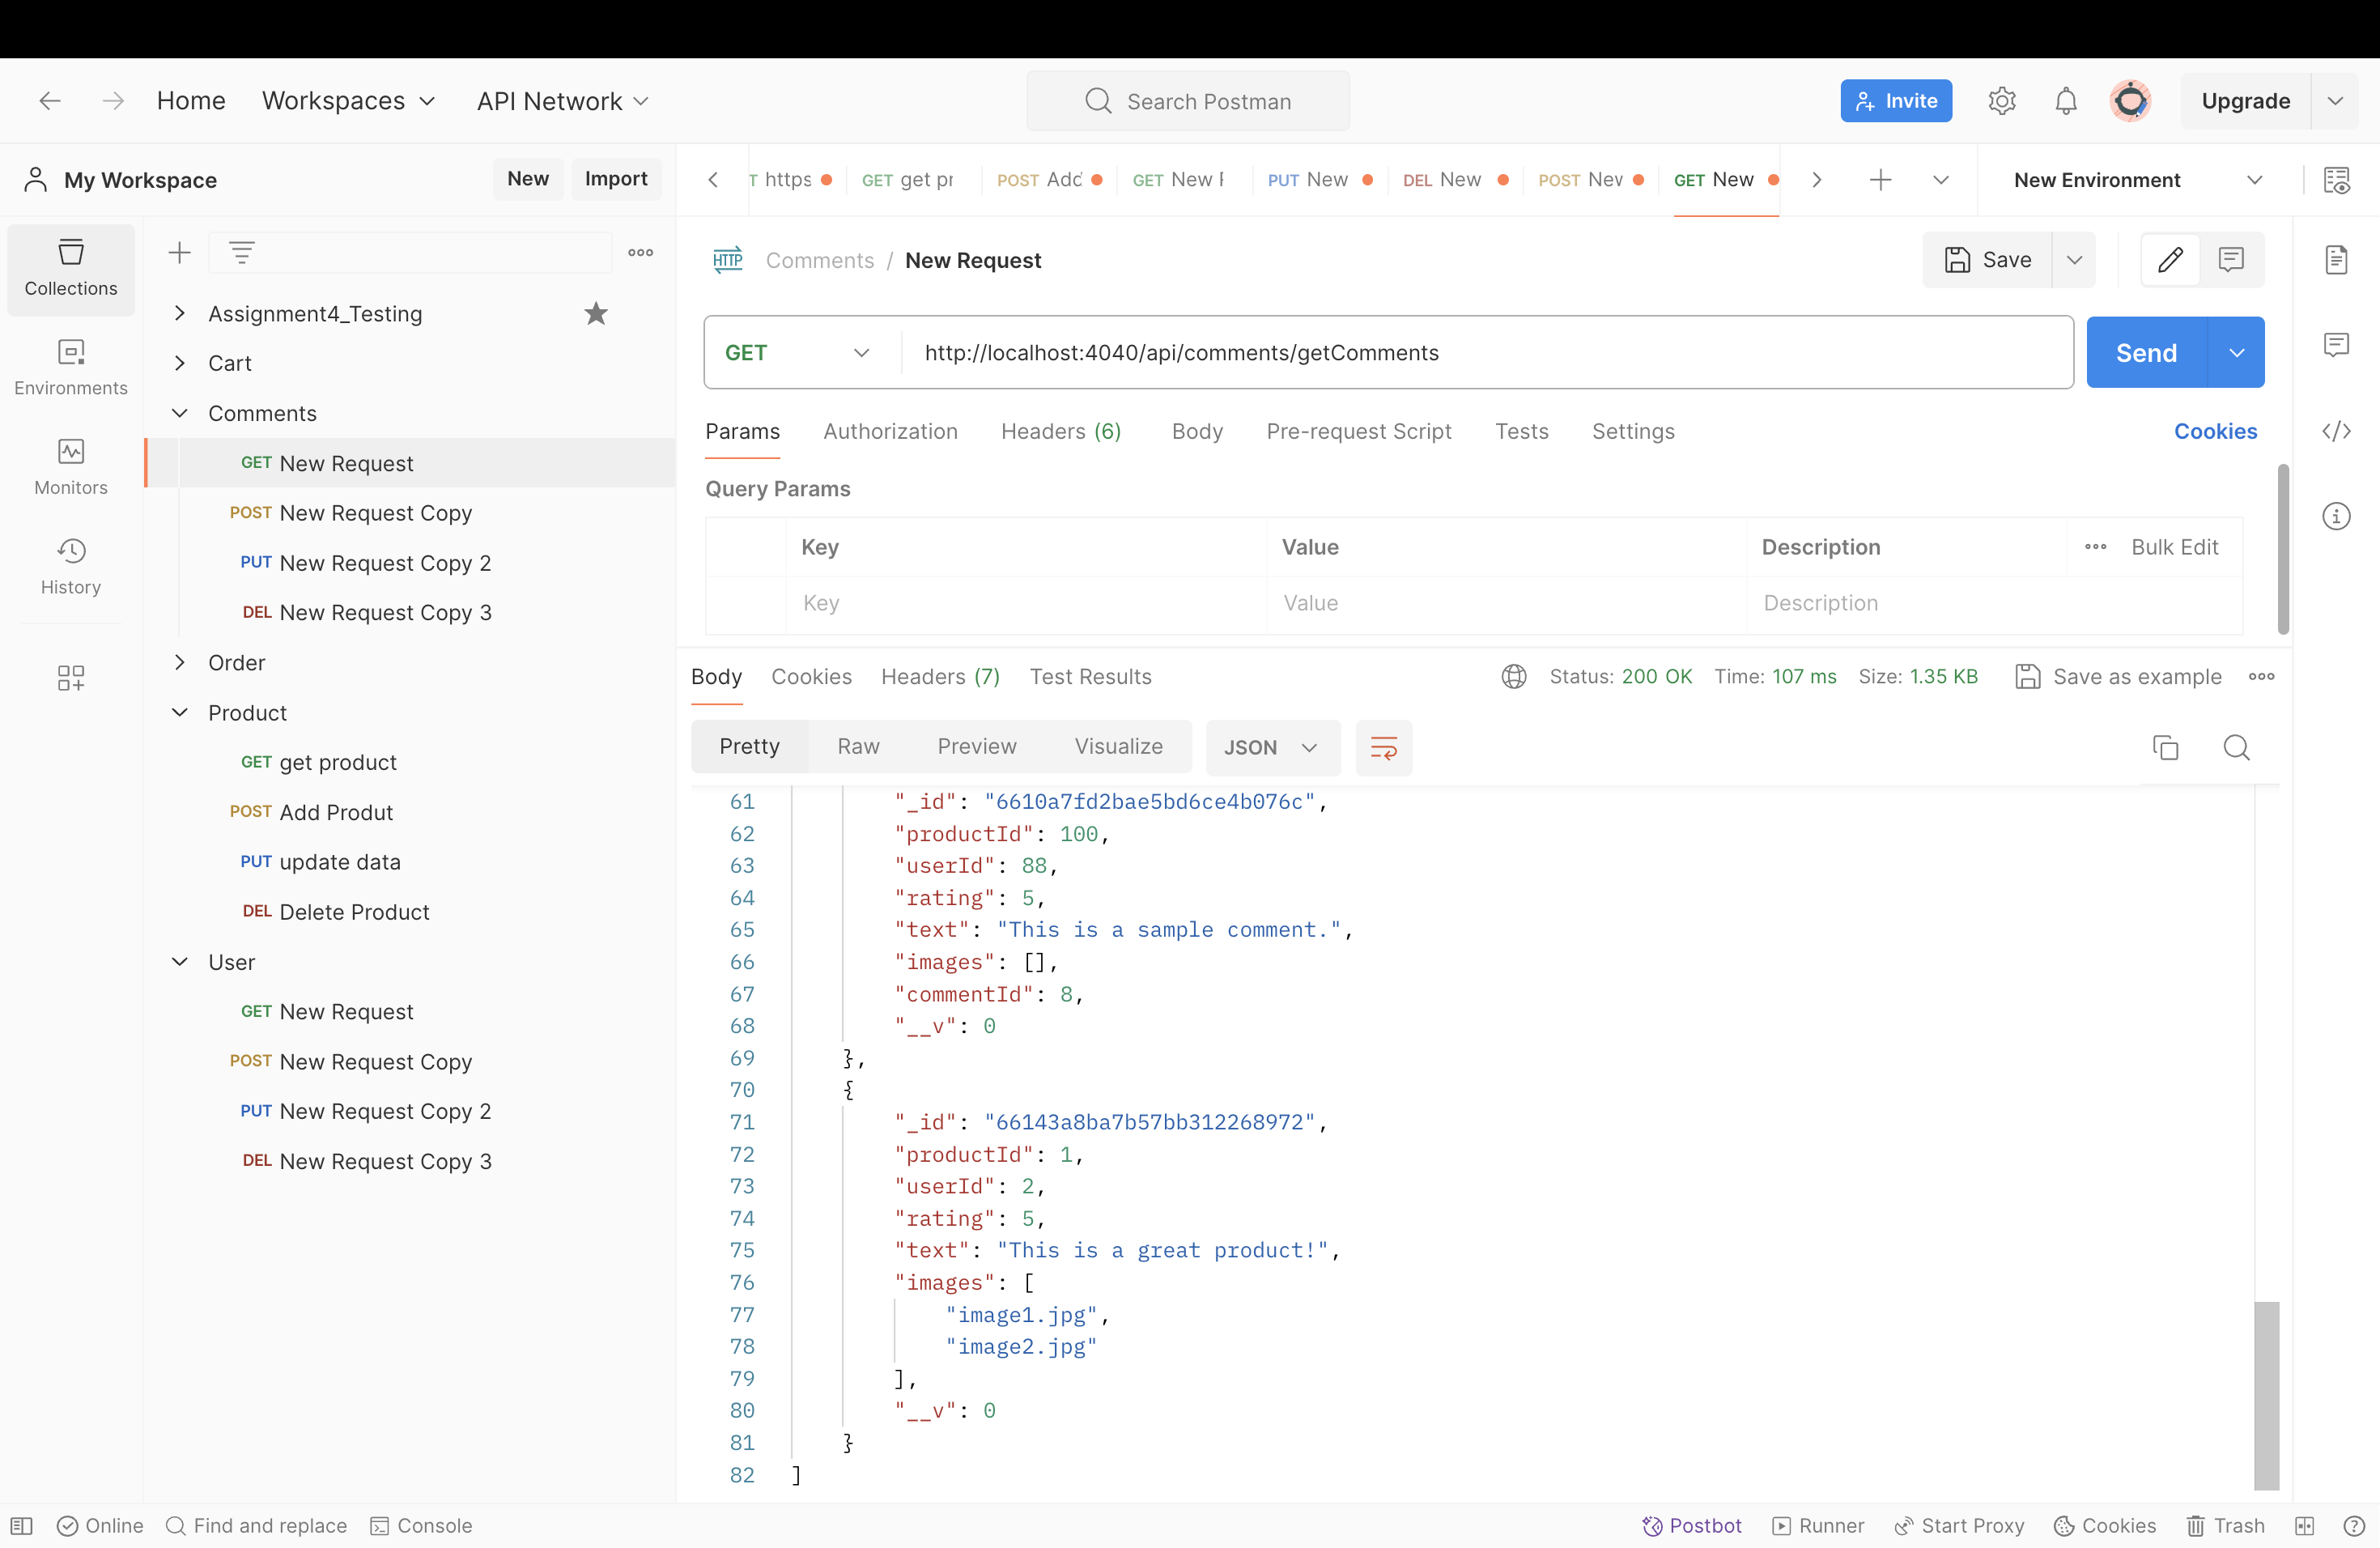 Home Workspaces API Network Search Postman Invite Upgrade
My Workspace New Import
T https GET get pr POST Add GET New PUT New DEL New POST New GET New New Environment
Collections
Environments
Monitors
History
Assignment4_Testing
Cart
Comments
GET New Request
POST New Request Copy
PUT New Request Copy 2
DEL New Request Copy 3
Order
Product
GET get product
POST Add Produt
PUT update data
DEL Delete Product
User
GET New Request
POST New Request Copy
PUT New Request Copy 2
DEL New Request Copy 3
HTTP Comments / New Request Save
GET http://localhost:4040/api/comments/getComments Send
Params Authorization Headers (6) Body Pre-request Script Tests Settings Cookies
Query Params
Key Value Description Bulk Edit
Key Value Description
Body Cookies Headers (7) Test Results Status: 200 OK Time: 107 ms Size: 1.35 KB Save as example
Pretty Raw Preview Visualize JSON
61 "_id": "6610a7fd2bae5bd6ce4b076c",
62 "productId": 100,
63 "userId": 88,
64 "rating": 5,
65 "text": "This is a sample comment.",
66 "images": [],
67 "commentId": 8,
68 "__v": 0
69 },
70 {
71 "_id": "66143a8ba7b57bb312268972",
72 "productId": 1,
73 "userId": 2,
74 "rating": 5,
75 "text": "This is a great product!",
76 "images": [
77 "image1.jpg",
78 "image2.jpg"
79 ],
80 "__v": 0
81 }
82 ]
Online Find and replace Console Postbot Runner Start Proxy Cookies Trash